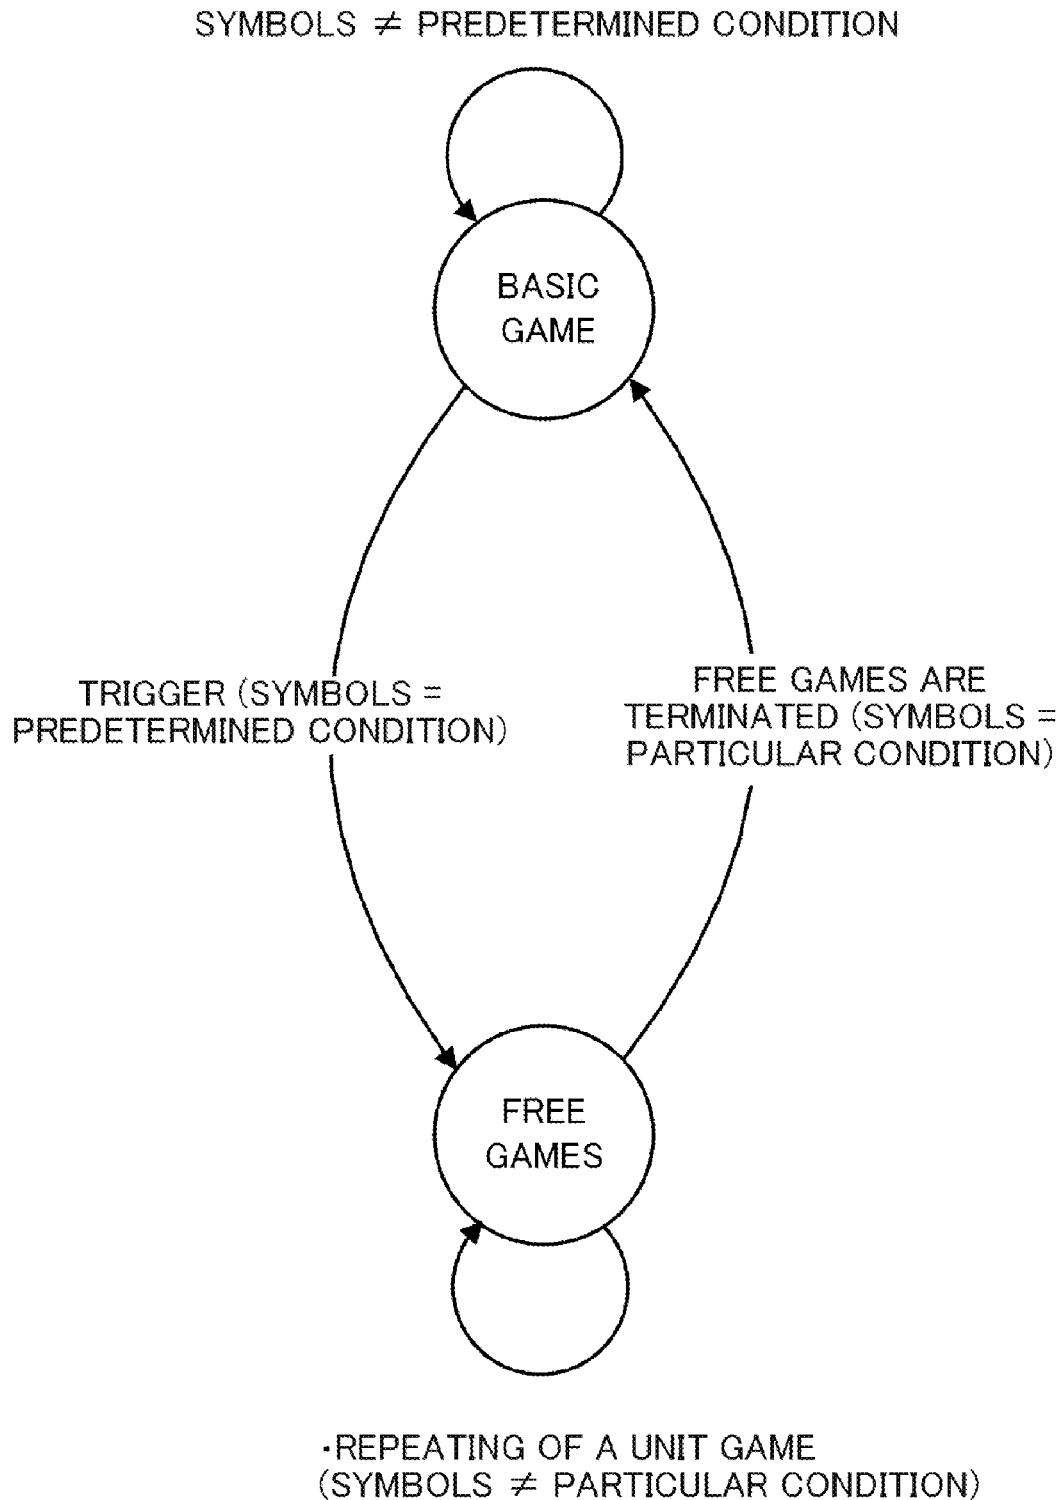 SYMBOLS ≠ PREDETERMINED CONDITION
BASIC
GAME
TRIGGER (SYMBOLS =
PREDETERMINED CONDITION)
FREE GAMES ARE
TERMINATED (SYMBOLS =
PARTICULAR CONDITION)
FREE
GAMES
・REPEATING OF A UNIT GAME
(SYMBOLS ≠ PARTICULAR CONDITION)